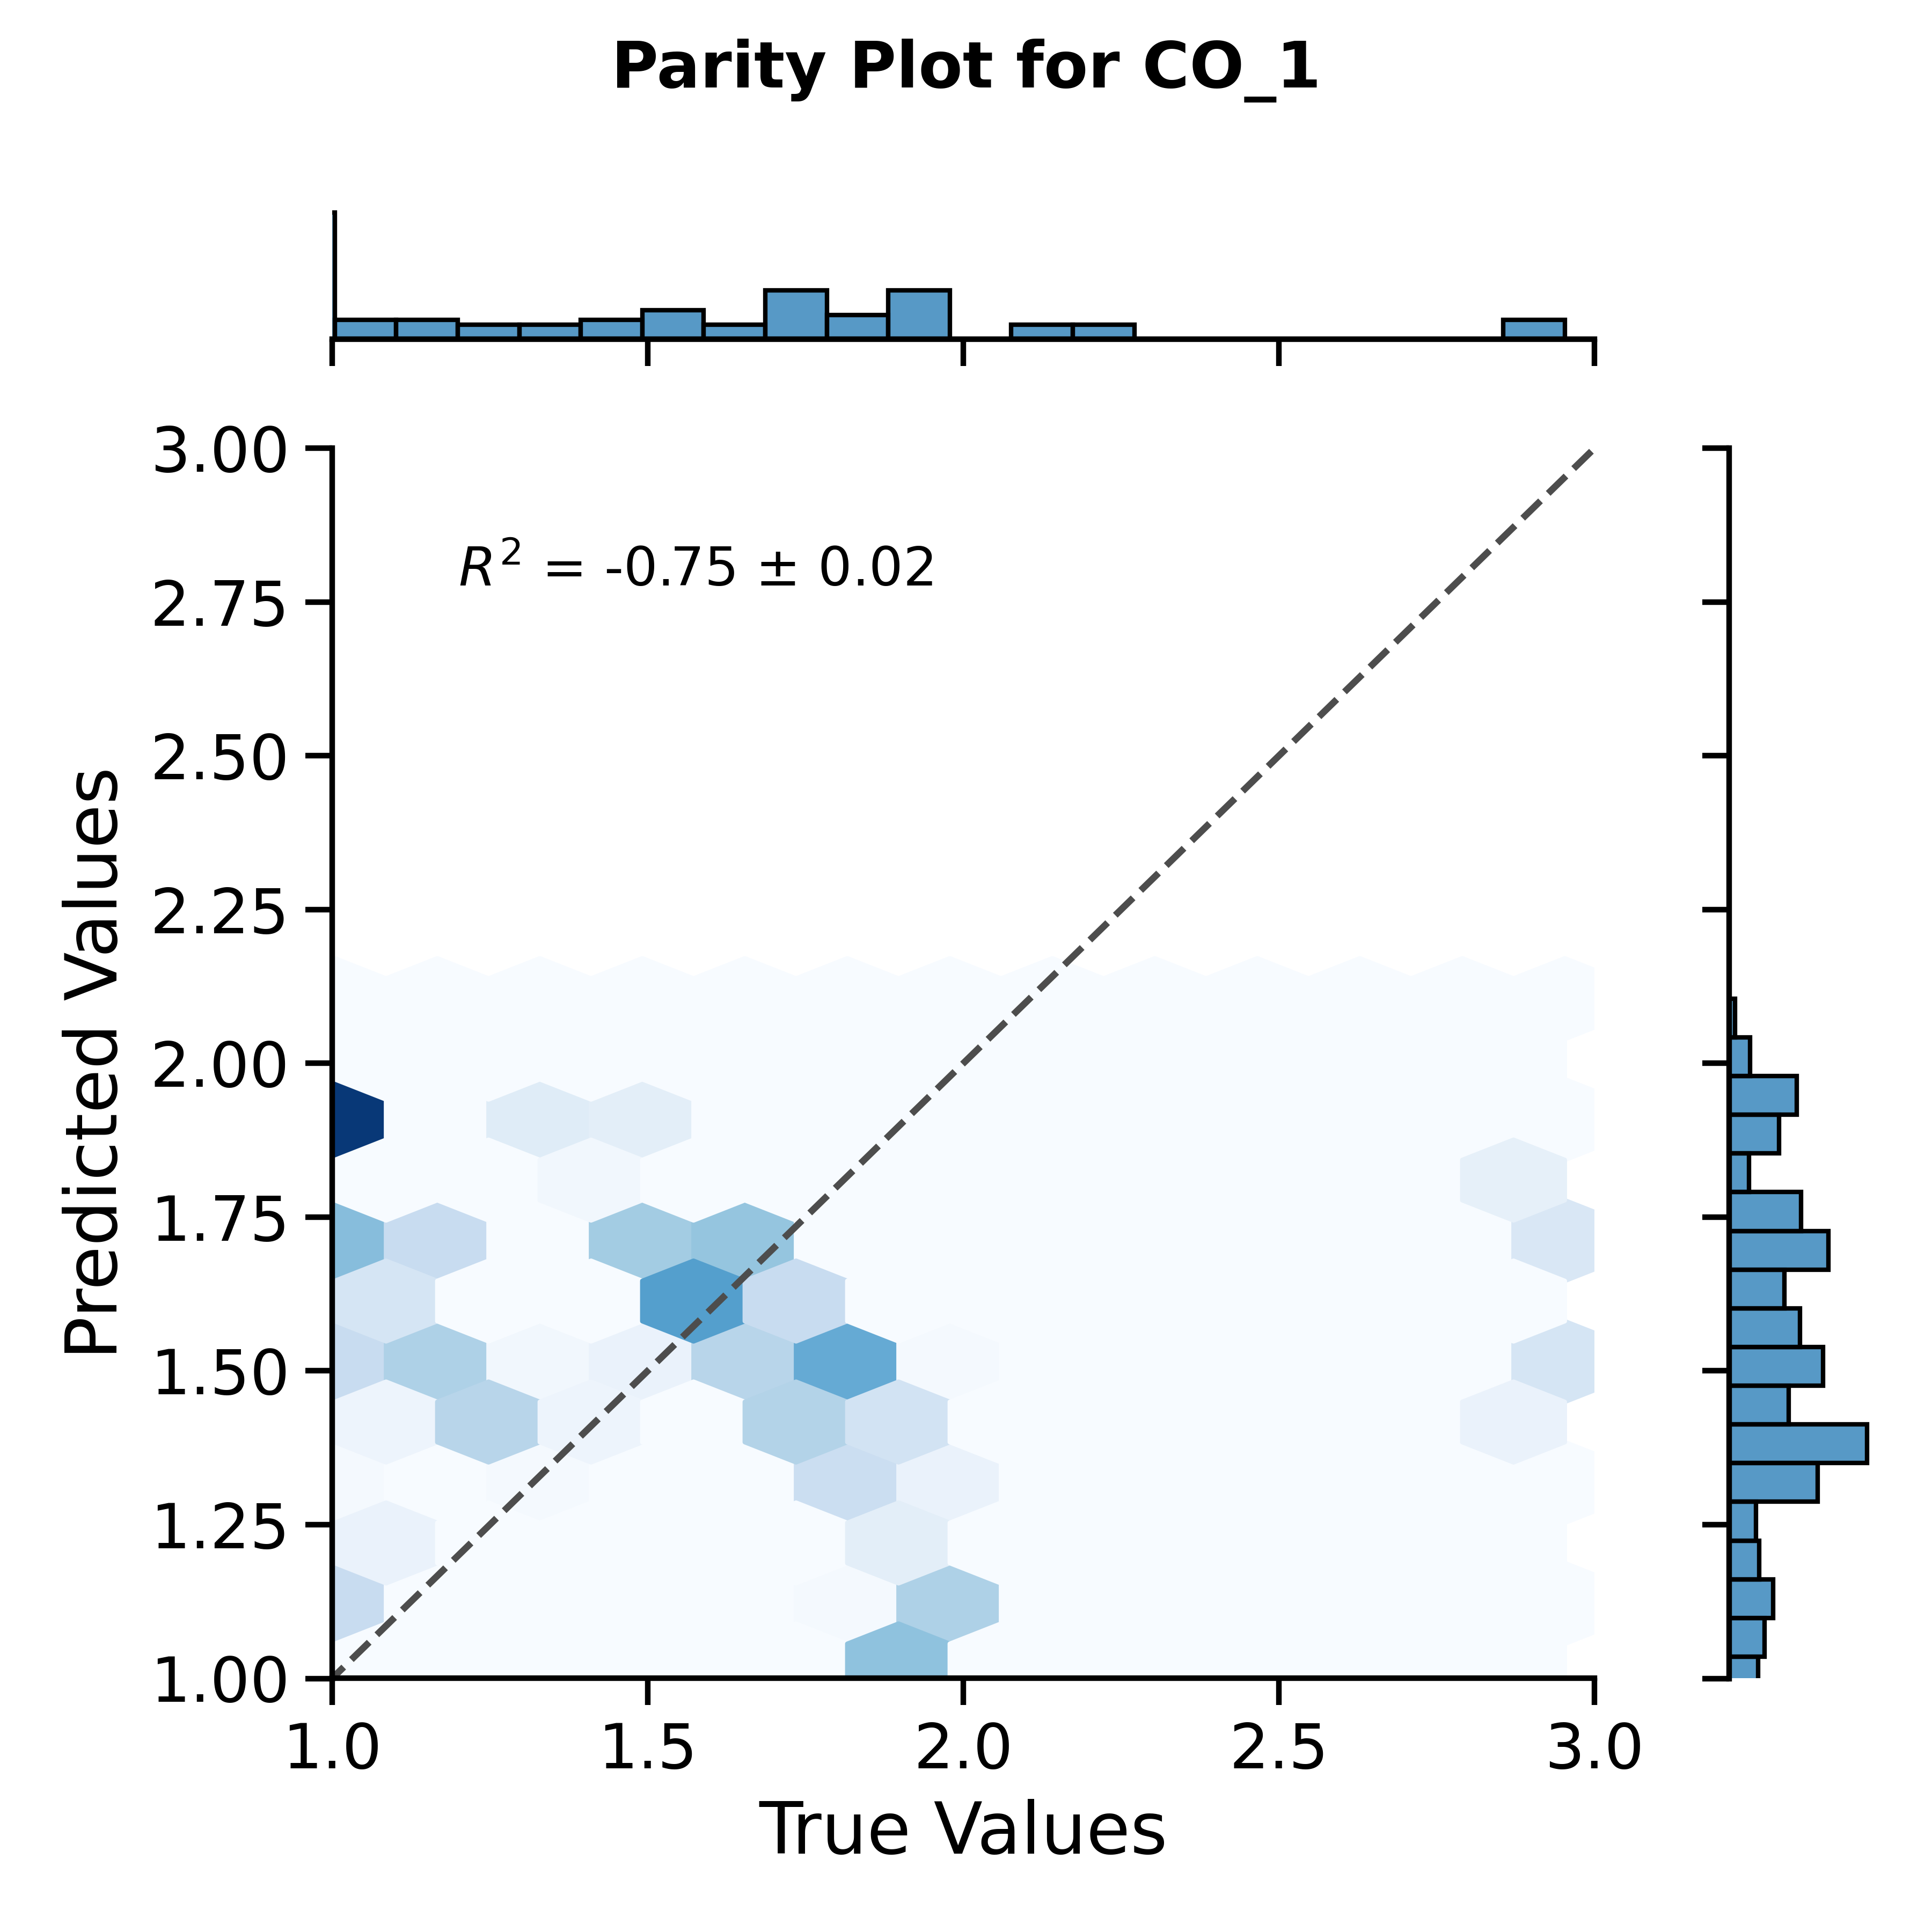 Parity Plot for CO_1
R² = -0.75 ± 0.02
Predicted Values
3.00
2.75
2.50
2.25
2.00
1.75
1.50
1.25
1.00
1.0 1.5 2.0 2.5 3.0
True Values